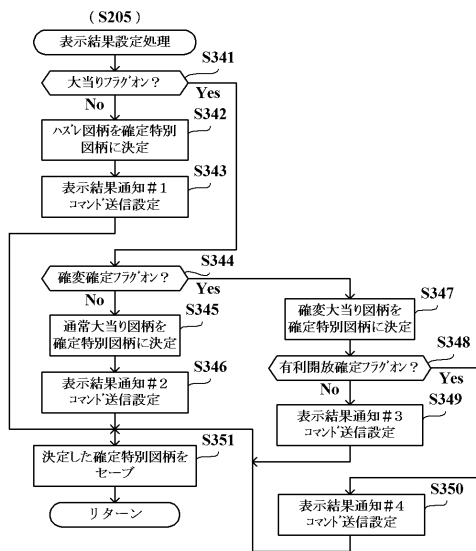 (S205)
表示結果設定処理
S341
大当りフラグオン？
No
Yes
S342
ハズレ図柄を確定特別
図柄に決定
S343
表示結果通知＃1
コマンド送信設定
S344
確変確定フラグオン？
No
Yes
S345
通常大当り図柄を
確定特別図柄に決定
S346
表示結果通知＃2
コマンド送信設定
S347
確変大当り図柄を
確定特別図柄に決定
S348
有利開放確定フラグオン？
Yes
No
S349
表示結果通知＃3
コマンド送信設定
S350
表示結果通知＃4
コマンド送信設定
S351
決定した確定特別図柄を
セーブ
リターン